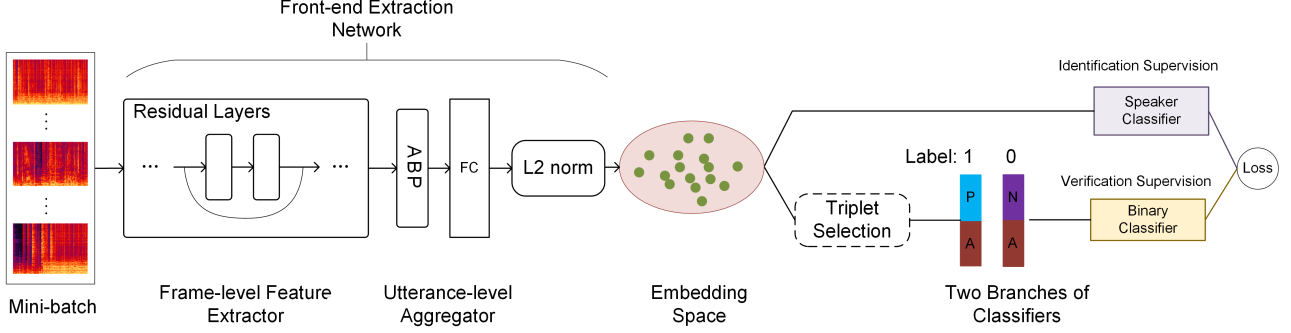 Front-end Extraction
Network
Identification Supervision
Residual Layers
...
...
ABP
FC
L2 norm
Speaker
Classifier
Label: 1 0
Triplet
Selection
P
N
A
A
Verification Supervision
Binary
Classifier
Loss
Mini-batch
Frame-level Feature
Extractor
Utterance-level
Aggregator
Embedding
Space
Two Branches of
Classifiers